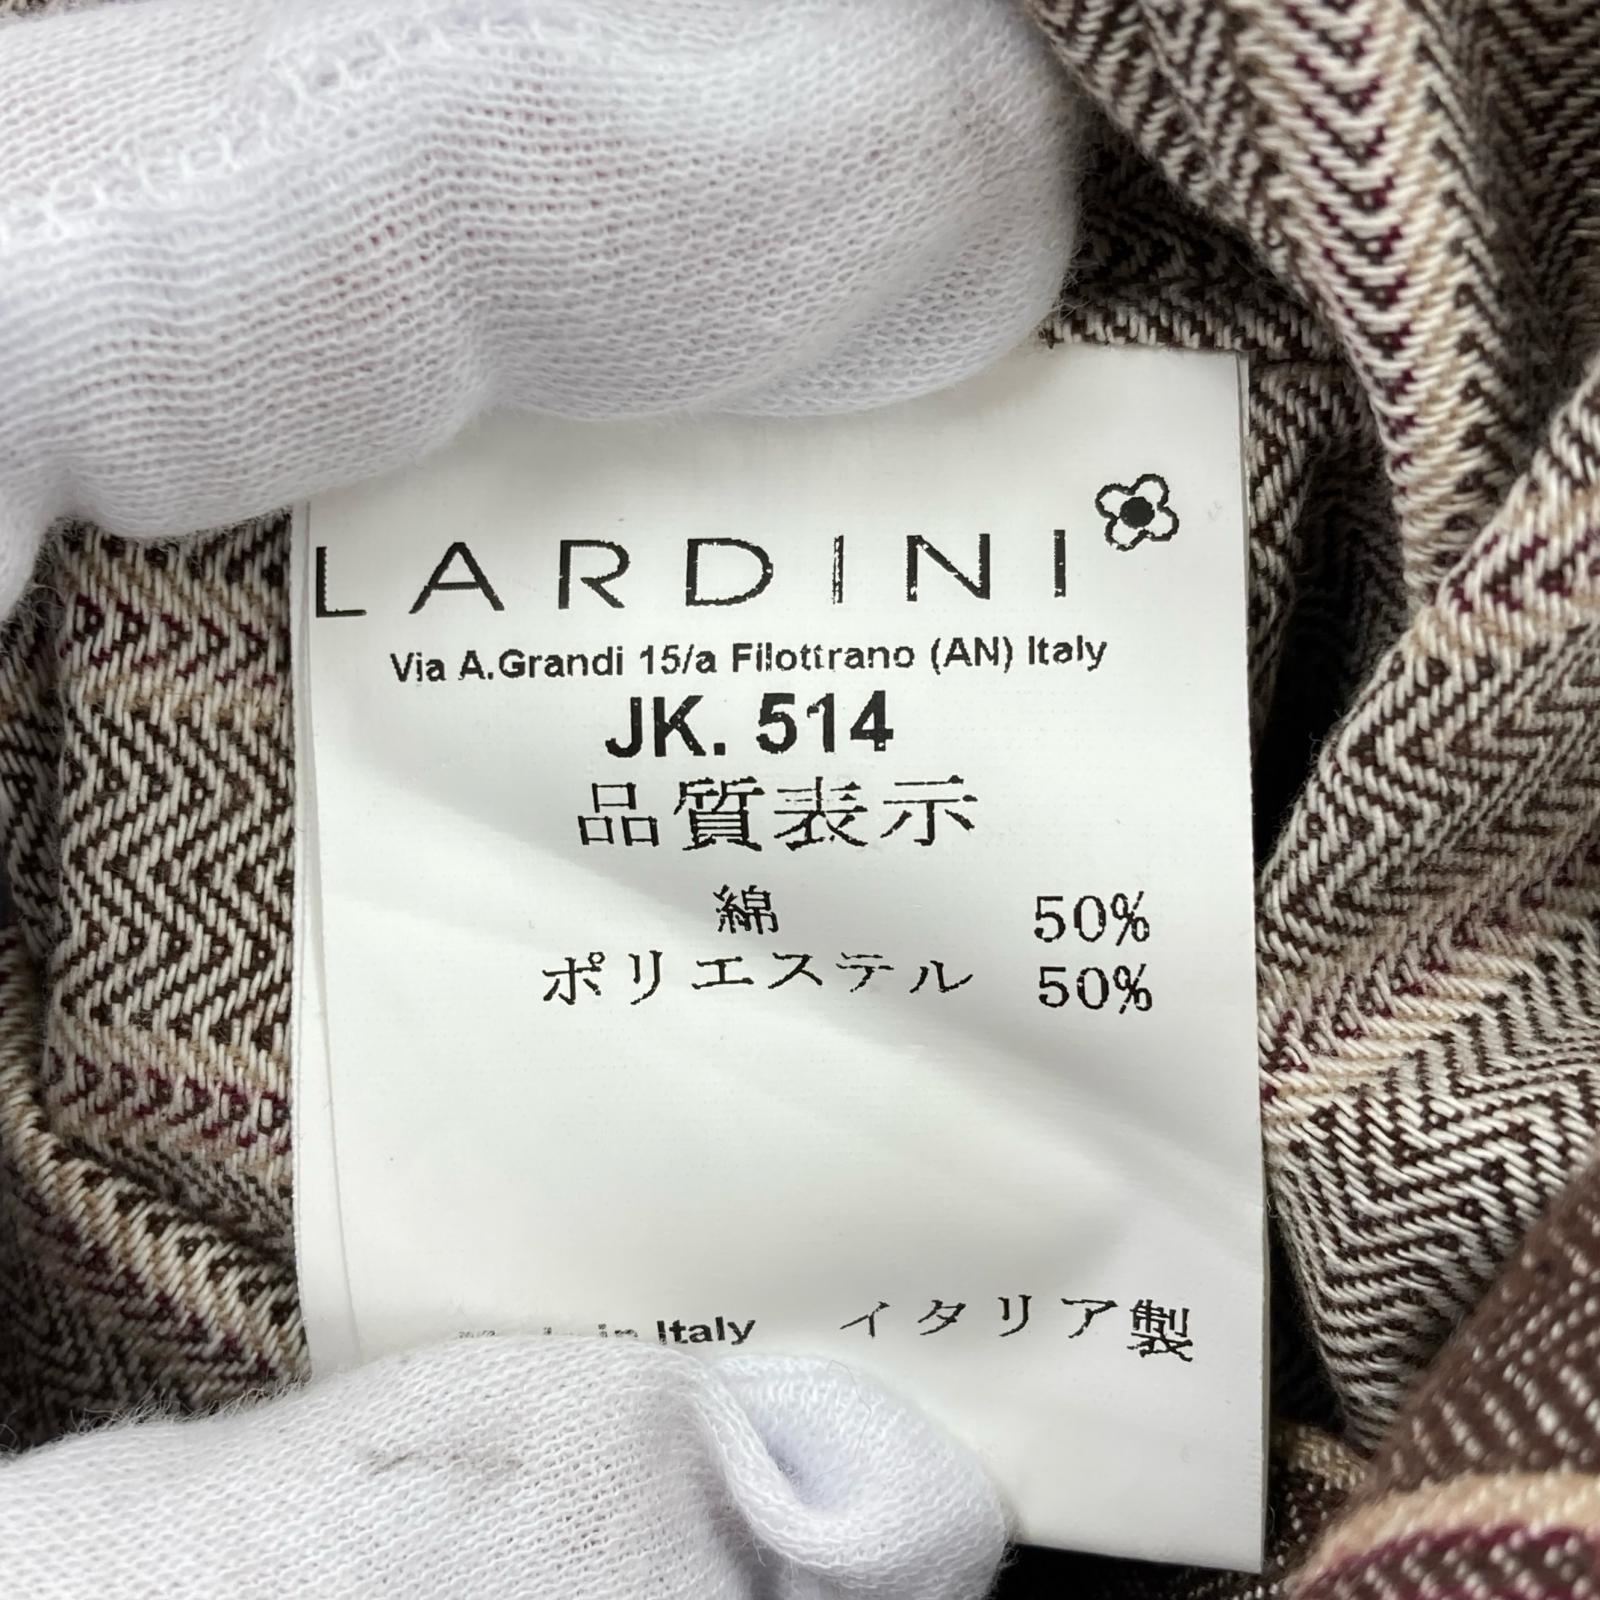 LARDINI
Via A.Grandi 15/a Filottrano (AN) Italy
JK. 514
品質表示
綿 50%
ポリエステル 50%
in Italy イタリア製